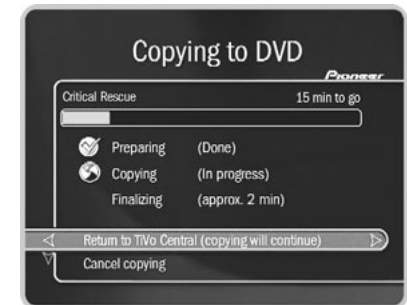 Copying to DVD
Pioneer
Critical Rescue 15 min to go
Preparing (Done)
Copying (In progress)
Finalizing (approx. 2 min)
Return to TiVo Central (copying will continue)
Cancel copying